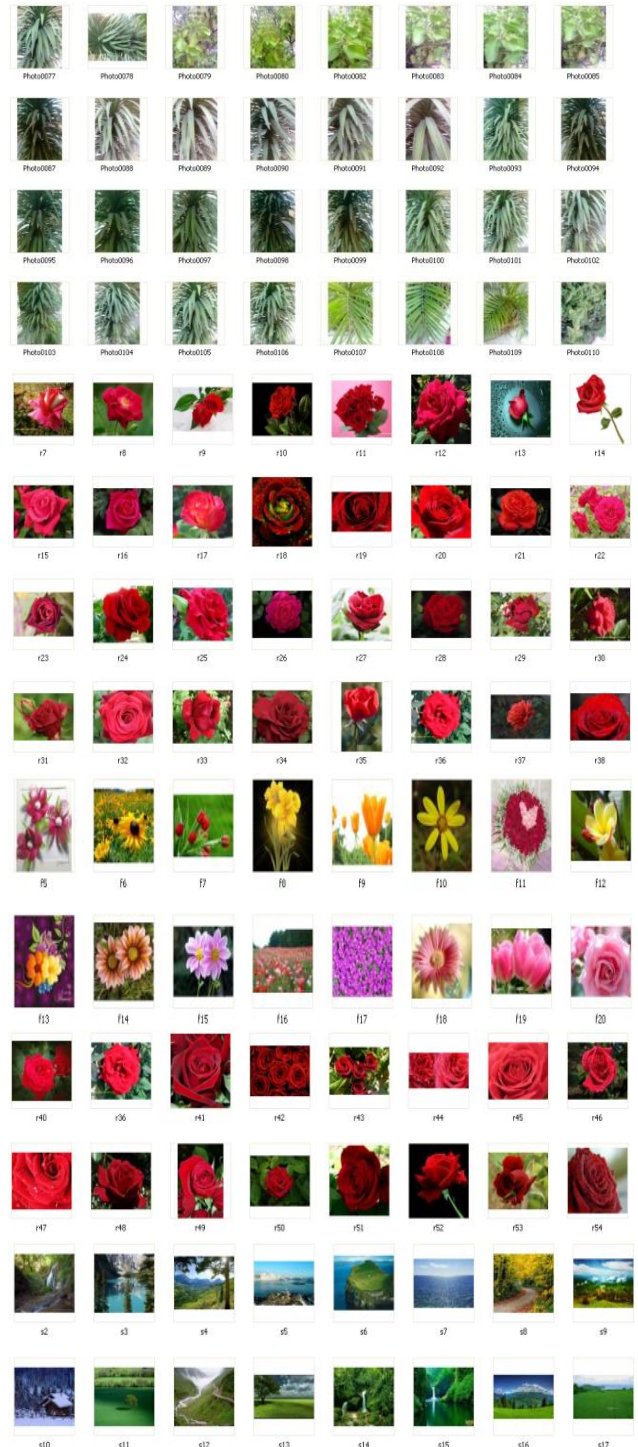 Photo0077 Photo0078 Photo0079 Photo0080 Photo0082 Photo0083 Photo0084 Photo0085
Photo0087 Photo0088 Photo0089 Photo0090 Photo0091 Photo0092 Photo0093 Photo0094
Photo0095 Photo0096 Photo0097 Photo0098 Photo0099 Photo0100 Photo0101 Photo0102
Photo0103 Photo0104 Photo0105 Photo0106 Photo0107 Photo0108 Photo0109 Photo0110
r7 r8 r9 r10 r11 r12 r13 r14
r15 r16 r17 r18 r19 r20 r21 r22
r23 r24 r25 r26 r27 r28 r29 r30
r31 r32 r33 r34 r35 r36 r37 r38
f5 f6 f7 f8 f9 f10 f11 f12
f13 f14 f15 f16 f17 f18 f19 f20
r40 r36 r41 r42 r43 r44 r45 r46
r47 r48 r49 r50 r51 r52 r53 r54
s2 s3 s4 s5 s6 s7 s8 s9
s10 s11 s12 s13 s14 s15 s16 s17